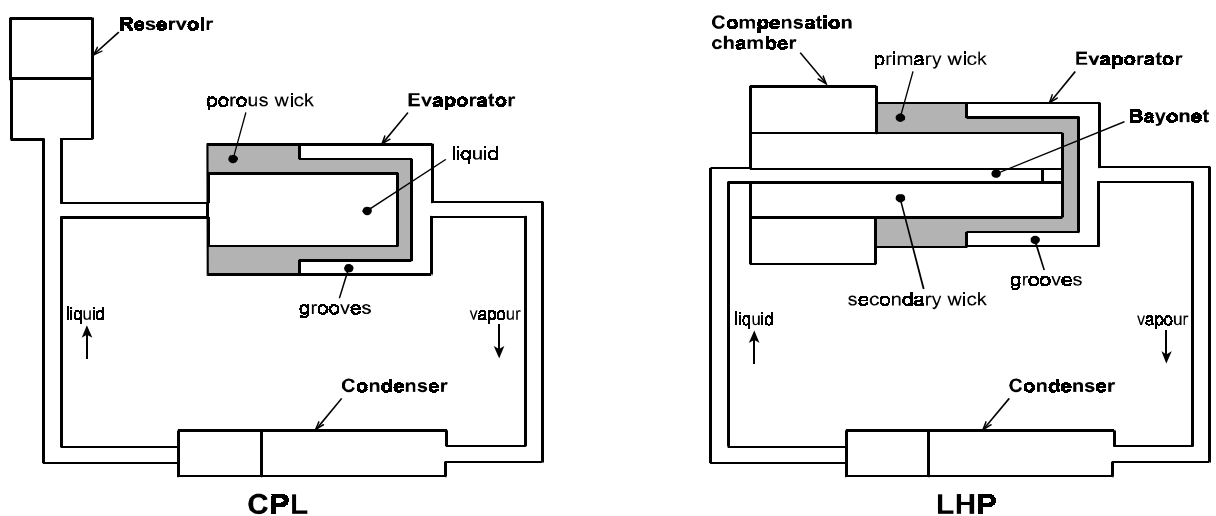 Reservoir
porous wick
Evaporator
liquid
grooves
liquid
vapour
Condenser
CPL
Compensation
chamber
primary wick
Evaporator
Bayonet
grooves
secondary wick
liquid
vapour
Condenser
LHP